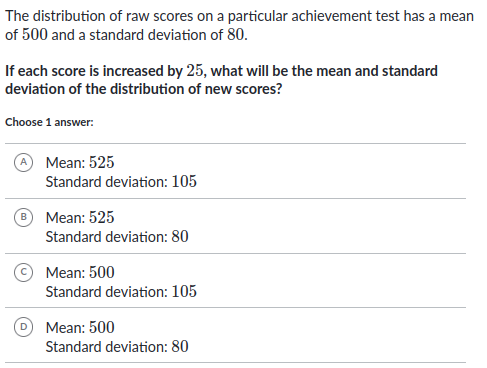 The distribution of raw scores on a particular achievement test has a mean
of 500 and a standard deviation of 80.
If each score is increased by 25, what will be the mean and standard
deviation of the distribution of new scores?
Choose 1 answer:
A Mean: 525
Standard deviation: 105
B Mean: 525
Standard deviation: 80
C Mean: 500
Standard deviation: 105
D Mean: 500
Standard deviation: 80